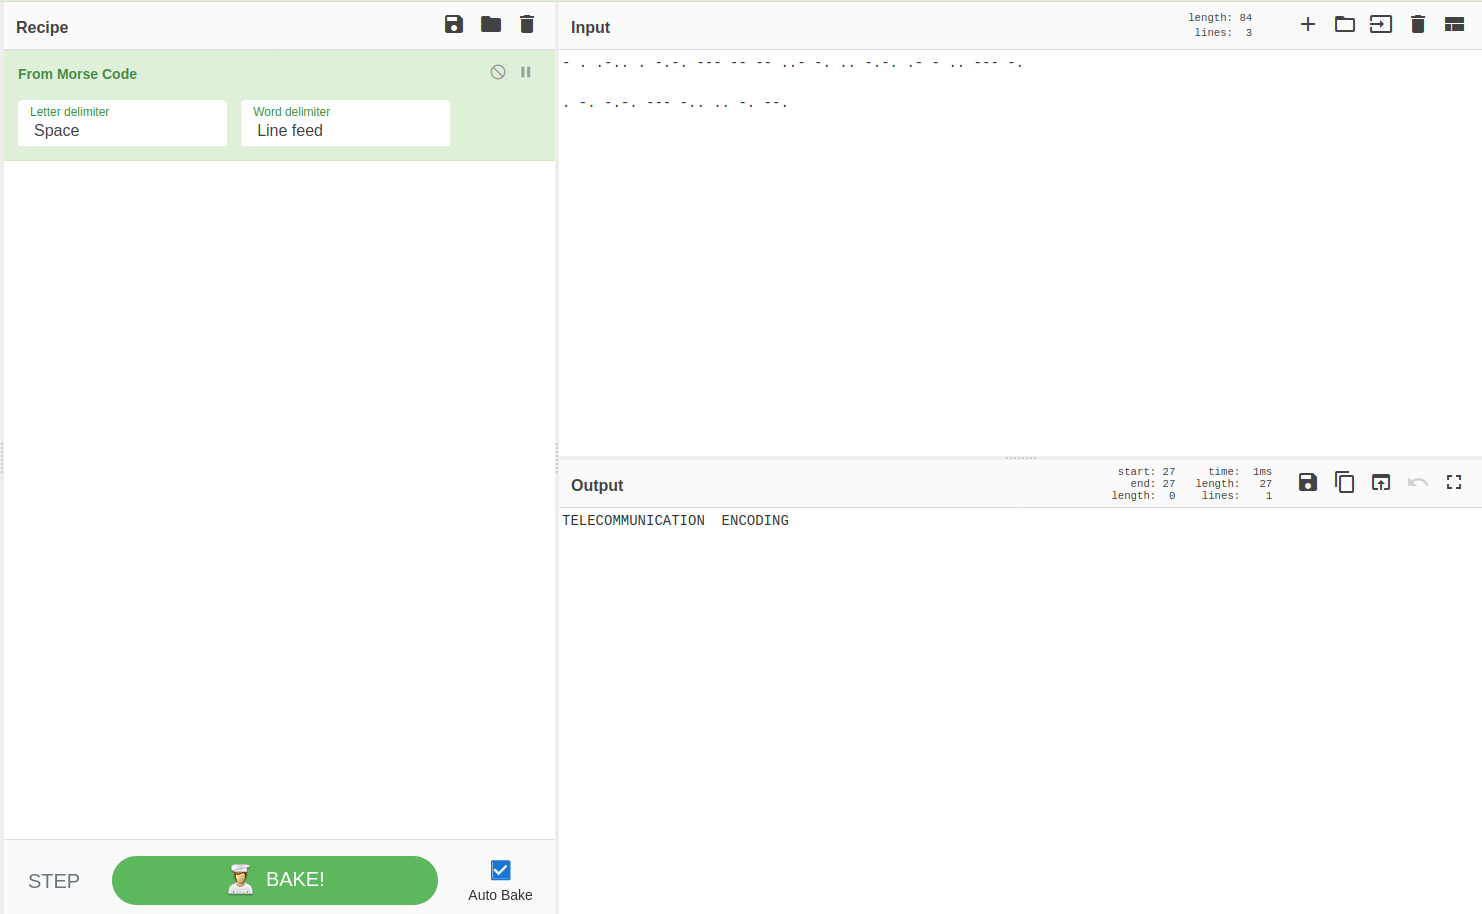 Recipe
From Morse Code
Letter delimiter
Space
Word delimiter
Line feed
STEP
BAKE!
Auto Bake
Input
length: 84
lines: 3
- . .-.. . -.-. --- -- -- ..- -. .. -.-. .- - .. --- -.
. -. -.-. --- -.. .. -. --.
Output
start: 27 time: 1ms
end: 27 length: 27
length: 0 lines: 1
TELECOMMUNICATION  ENCODING